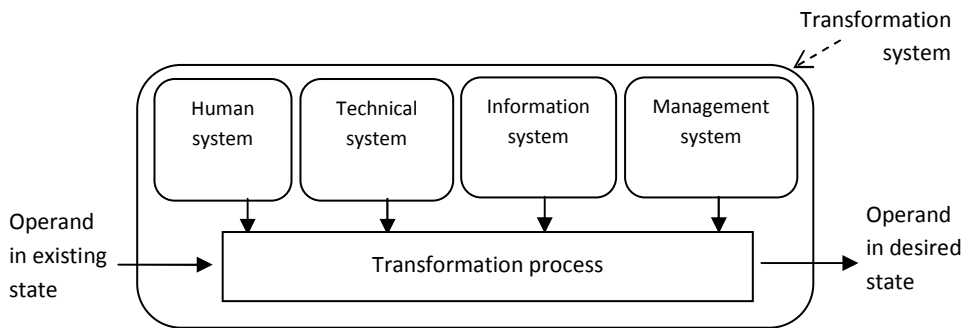 Transformation
system
Human
system
Technical
system
Information
system
Management
system
Operand
in existing
state
Transformation process
Operand
in desired
state